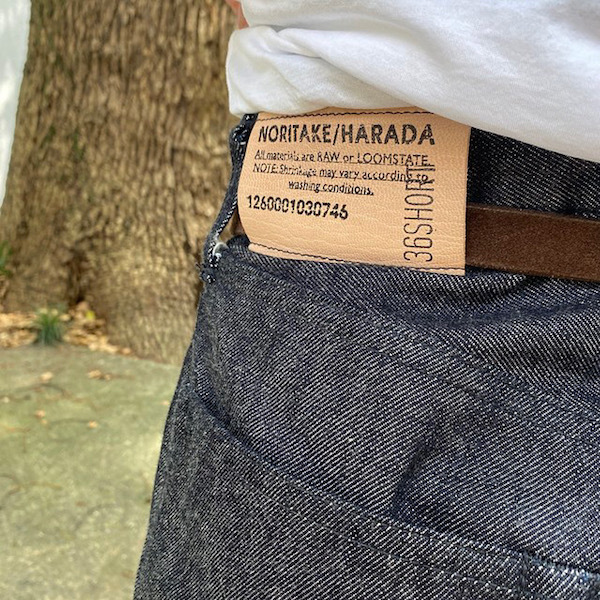 NORITAKE/HARADA
All materials are RAW or LOOMSTATE.
NOTE: Shrinkage may vary according to
washing conditions.
1260001030746
36SHORT